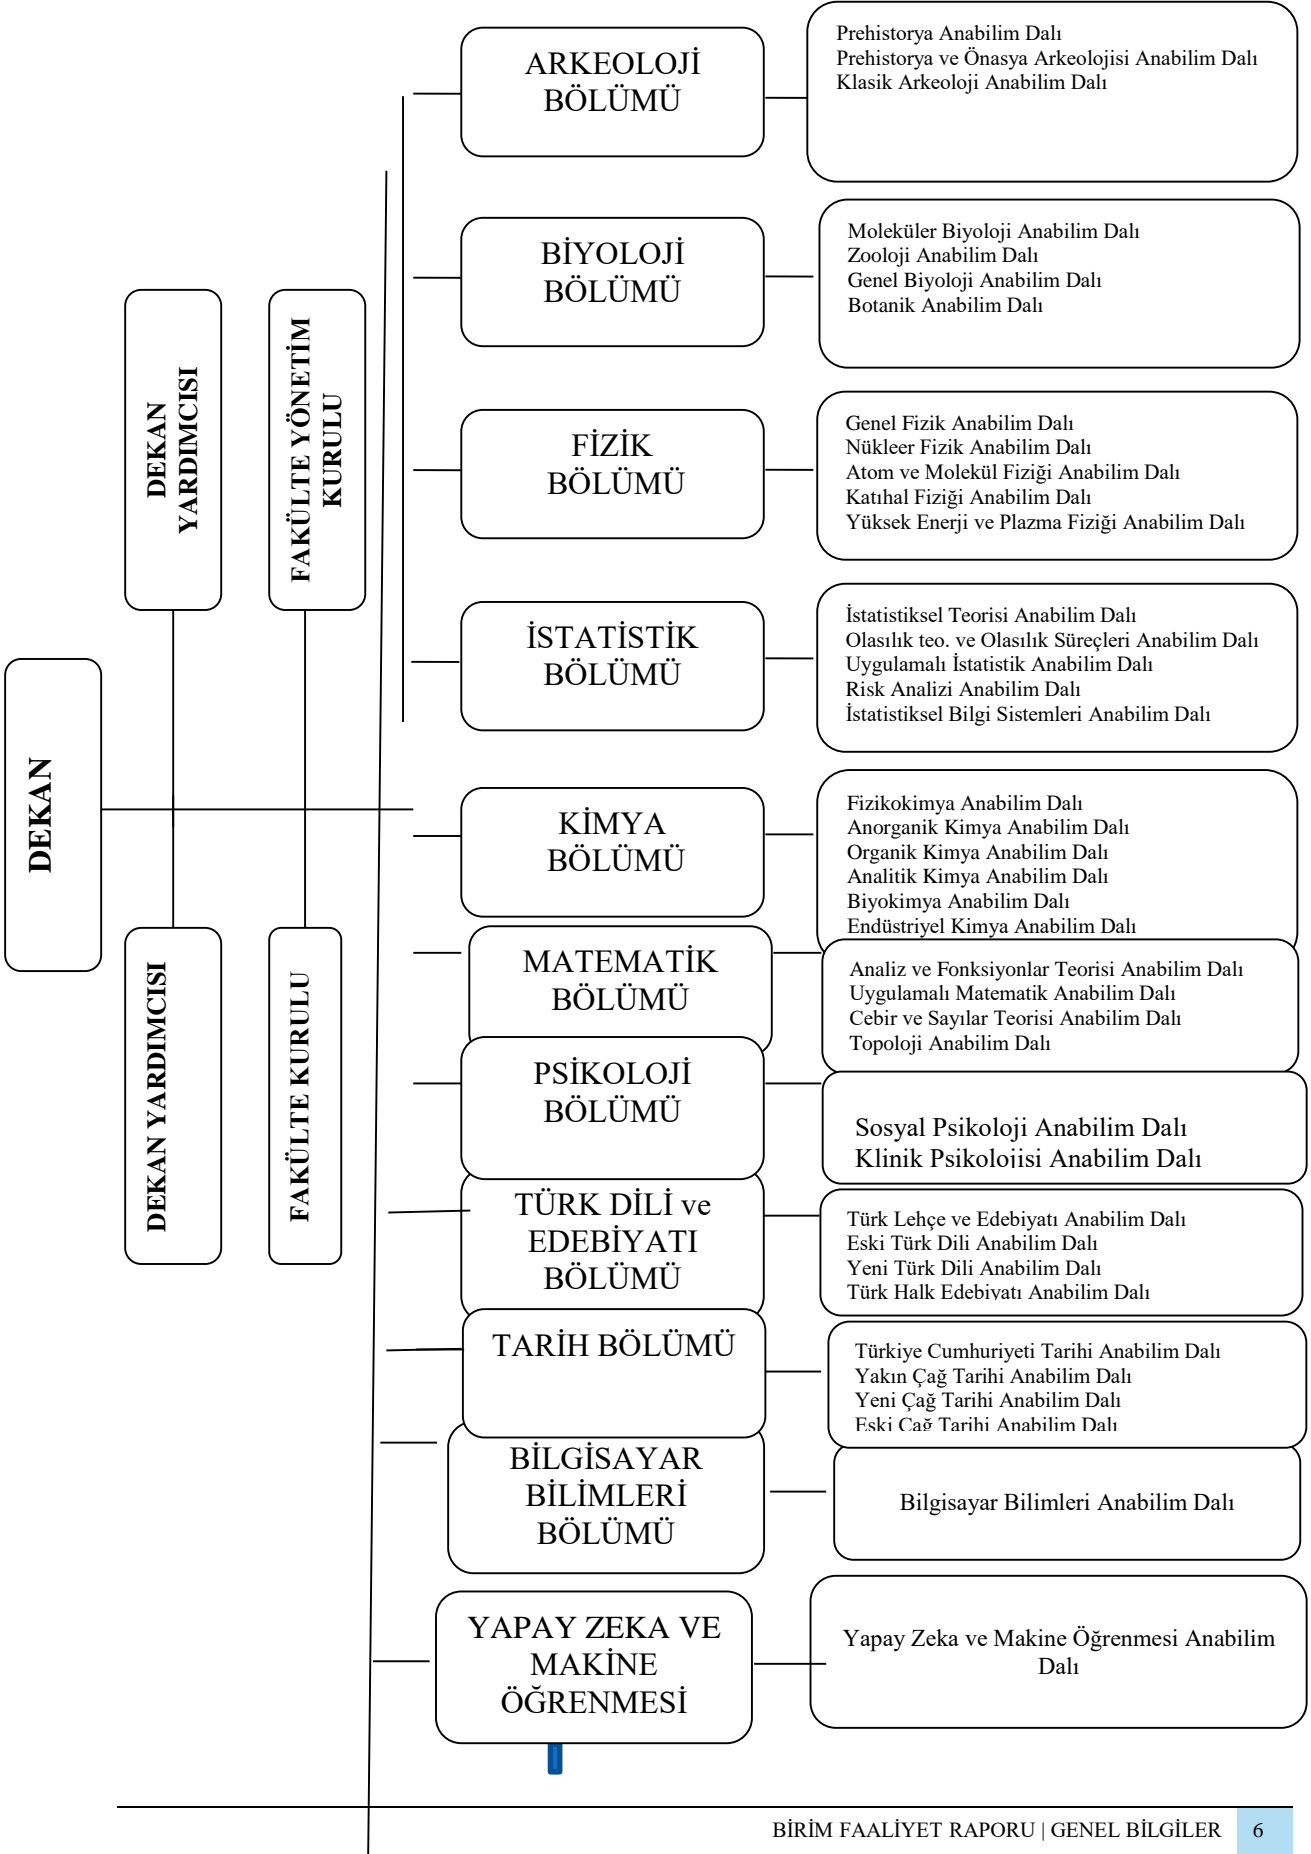 ARKEOLOJİ
BÖLÜMÜ
Prehistorya Anabilim Dalı
Prehistorya ve Önasya Arkeolojisi Anabilim Dalı
Klasik Arkeoloji Anabilim Dalı
BİYOLOJİ
BÖLÜMÜ
Moleküler Biyoloji Anabilim Dalı
Zooloji Anabilim Dalı
Genel Biyoloji Anabilim Dalı
Botanik Anabilim Dalı
DEKAN
YARDIMCISI
FAKÜLTE YÖNETİM
KURULU
FİZİK
BÖLÜMÜ
Genel Fizik Anabilim Dalı
Nükleer Fizik Anabilim Dalı
Atom ve Molekül Fiziği Anabilim Dalı
Katıhal Fiziği Anabilim Dalı
Yüksek Enerji ve Plazma Fiziği Anabilim Dalı
İSTATİSTİK
BÖLÜMÜ
İstatistiksel Teorisi Anabilim Dalı
Olasılık teo. ve Olasılık Süreçleri Anabilim Dalı
Uygulamalı İstatistik Anabilim Dalı
Risk Analizi Anabilim Dalı
İstatistiksel Bilgi Sistemleri Anabilim Dalı
DEKAN
KİMYA
BÖLÜMÜ
Fizikokimya Anabilim Dalı
Anorganik Kimya Anabilim Dalı
Organik Kimya Anabilim Dalı
Analitik Kimya Anabilim Dalı
Biyokimya Anabilim Dalı
Endüstriyel Kimya Anabilim Dalı
DEKAN YARDIMCISI
FAKÜLTE KURULU
MATEMATİK
BÖLÜMÜ
Analiz ve Fonksiyonlar Teorisi Anabilim Dalı
Uygulamalı Matematik Anabilim Dalı
Cebir ve Sayılar Teorisi Anabilim Dalı
Topoloji Anabilim Dalı
PSİKOLOJİ
BÖLÜMÜ
Sosyal Psikoloji Anabilim Dalı
Klinik Psikolojisi Anabilim Dalı
TÜRK DİLİ ve
EDEBİYATI
BÖLÜMÜ
Türk Lehçe ve Edebiyatı Anabilim Dalı
Eski Türk Dili Anabilim Dalı
Yeni Türk Dili Anabilim Dalı
Türk Halk Edebiyatı Anabilim Dalı
TARİH BÖLÜMÜ
Türkiye Cumhuriyeti Tarihi Anabilim Dalı
Yakın Çağ Tarihi Anabilim Dalı
Yeni Çağ Tarihi Anabilim Dalı
Eski Çağ Tarihi Anabilim Dalı
BİLGİSAYAR
BİLİMLERİ
BÖLÜMÜ
Bilgisayar Bilimleri Anabilim Dalı
YAPAY ZEKA VE
MAKİNE
ÖĞRENMESİ
Yapay Zeka ve Makine Öğrenmesi Anabilim
Dalı
BİRİM FAALİYET RAPORU | GENEL BİLGİLER 6